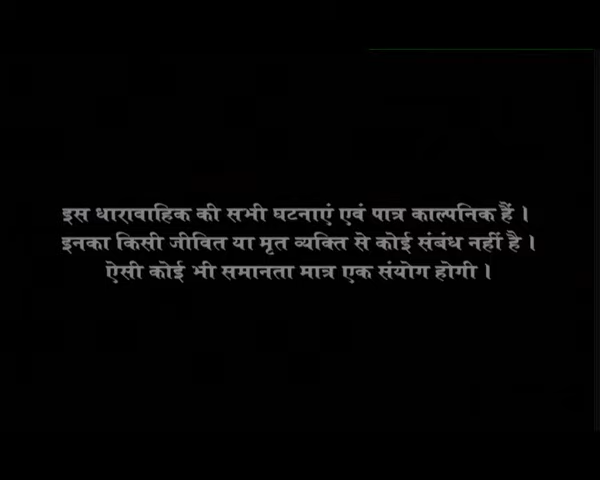 इस धारावाहिक की सभी घटनाएं एवं पात्र काल्पनिक हैं ।
इनका किसी जीवित या मृत व्यक्ति से कोई संबंध नहीं है ।
ऐसी कोई भी समानता मात्र एक संयोग होगी ।